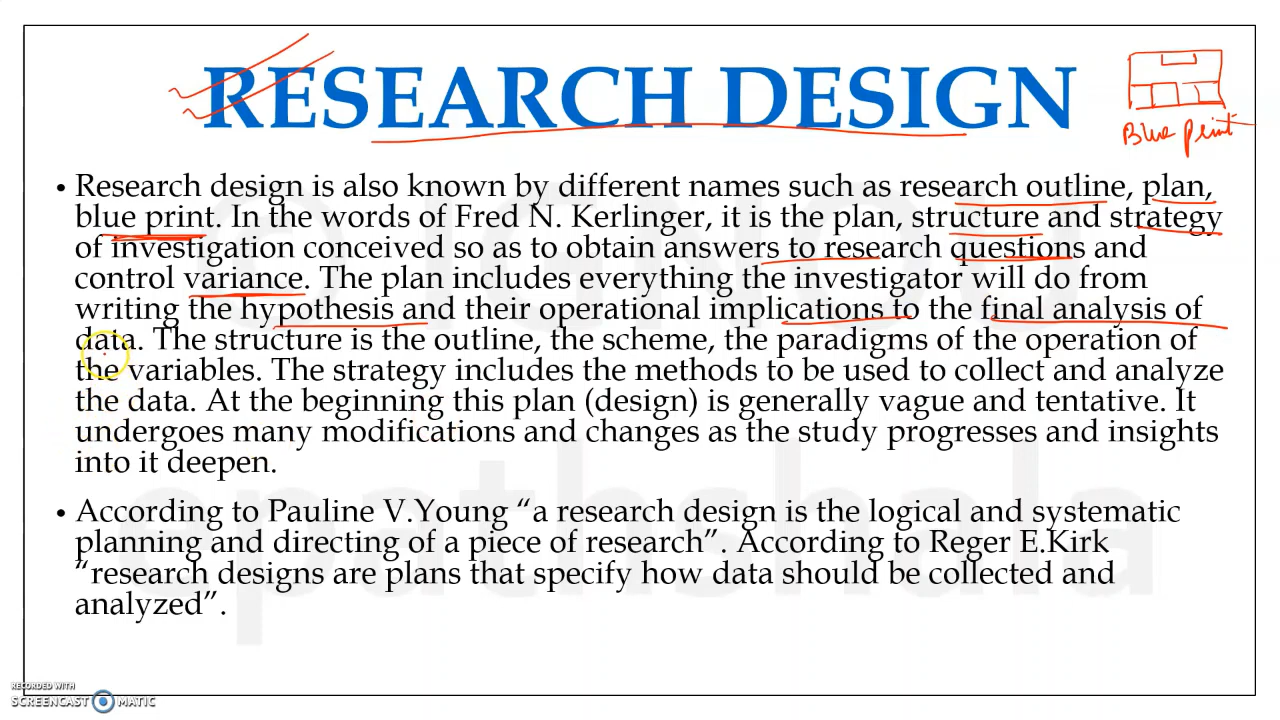 RESEARCH DESIGN
Blue print
• Research design is also known by different names such as research outline, plan,
blue print. In the words of Fred N. Kerlinger, it is the plan, structure and strategy
of investigation conceived so as to obtain answers to research questions and
control variance. The plan includes everything the investigator will do from
writing the hypothesis and their operational implications to the final analysis of
data. The structure is the outline, the scheme, the paradigms of the operation of
the variables. The strategy includes the methods to be used to collect and analyze
the data. At the beginning this plan (design) is generally vague and tentative. It
undergoes many modifications and changes as the study progresses and insights
into it deepen.
• According to Pauline V.Young “a research design is the logical and systematic
planning and directing of a piece of research”. According to Reger E.Kirk
“research designs are plans that specify how data should be collected and
analyzed”.
epathshala
RECORDED WITH
SCREENCAST MATIC